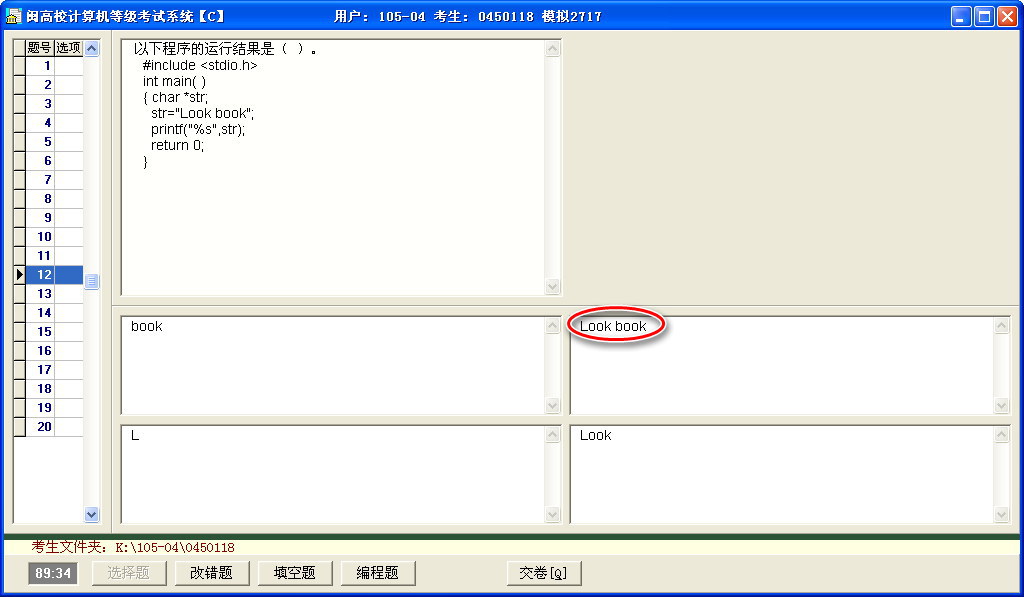 闽高校计算机等级考试系统【C】 用户: 105-04 考生: 0450118 模拟2717
题号 选项
1
2
3
4
5
6
7
8
9
10
11
12
13
14
15
16
17
18
19
20
以下程序的运行结果是（ ）。
#include <stdio.h>
int main( )
{ char *str;
str="Look book";
printf("%s",str);
return 0;
}
book
Look book
L
Look
考生文件夹: K:\105-04\0450118
89:34 选择题 改错题 填空题 编程题 交卷[Q]